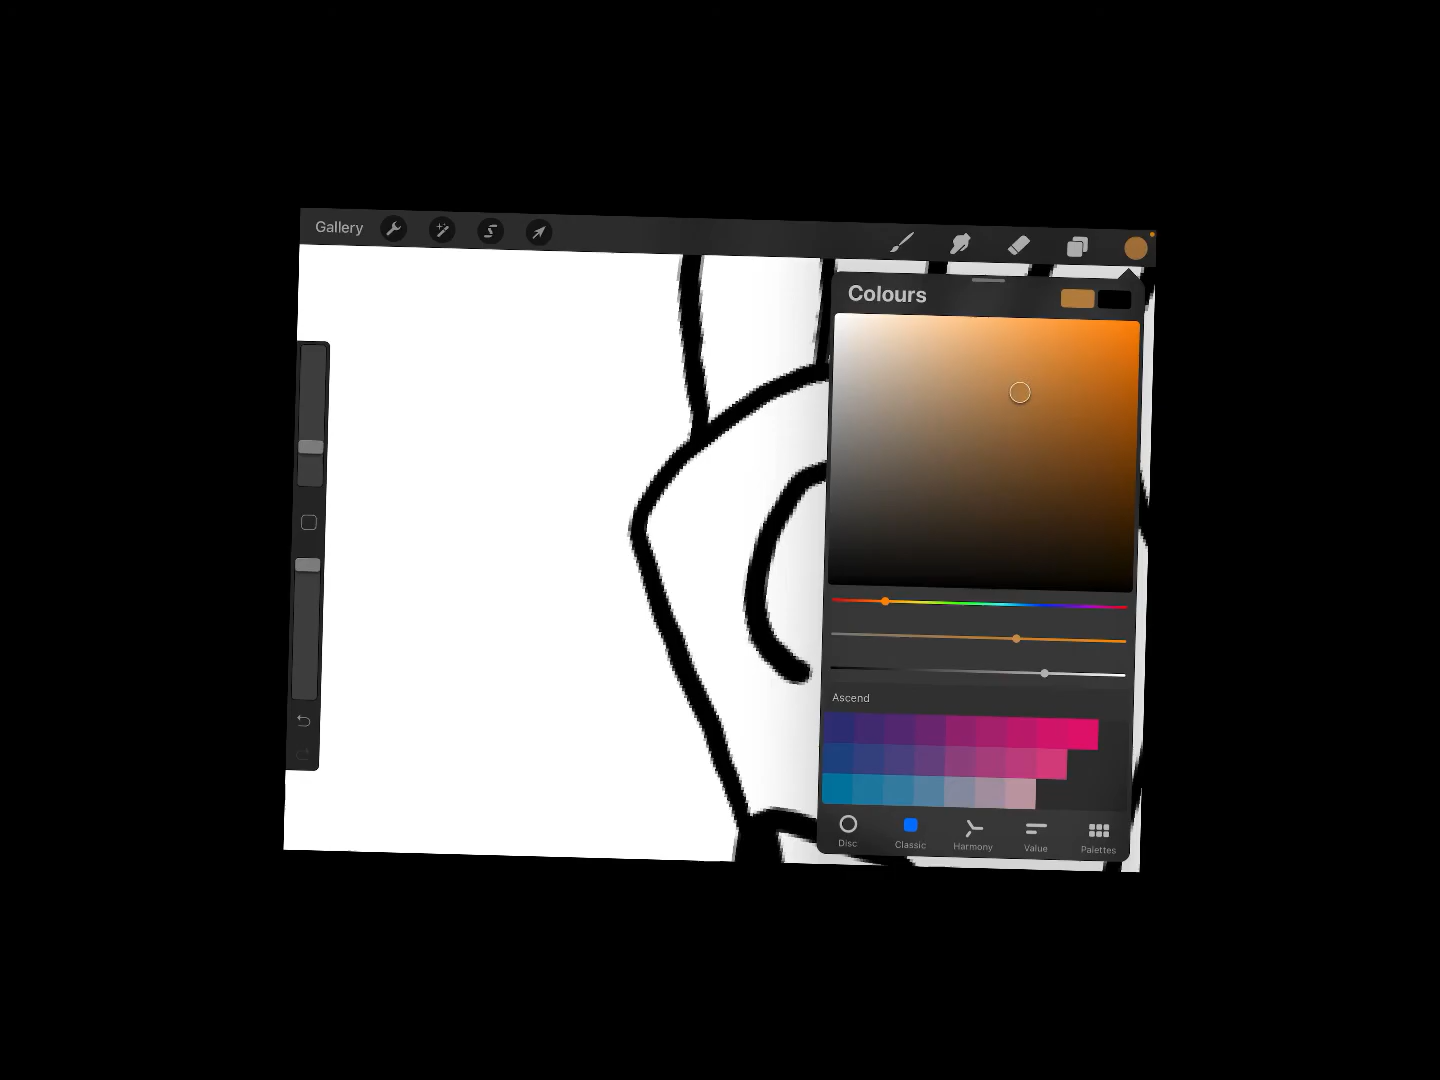 Gallery
Colours
Ascend
Disc
Classic
Harmony
Value
Palettes